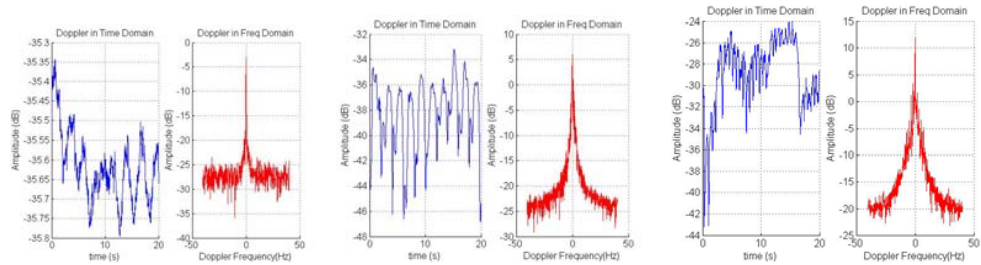 Doppler in Time Domain
-35.3
-35.35
-35.4
-35.45
-35.5
-35.55
-35.6
-35.65
-35.7
-35.75
-35.8
Amplitude (dB)
0 10 20
time (s)
Doppler in Freq Domain
0
-5
-10
-15
-20
-25
-30
-35
-40
Amplitude (dB)
-50 0 50
Doppler Frequency(Hz)
Doppler in Time Domain
-32
-34
-36
-38
-40
-42
-44
-46
-48
Amplitude (dB)
0 5 10 15 20
time (s)
Doppler in Freq Domain
10
5
0
-5
-10
-15
-20
-25
-30
Amplitude (dB)
-50 0 50
Doppler Frequency(Hz)
Doppler in Time Domain
-24
-26
-28
-30
-32
-34
-36
-38
-40
-42
-44
Amplitude (dB)
0 5 10 15 20
time (s)
Doppler in Freq Domain
15
10
5
0
-5
-10
-15
-20
-25
Amplitude (dB)
-50 0 50
Doppler Frequency(Hz)